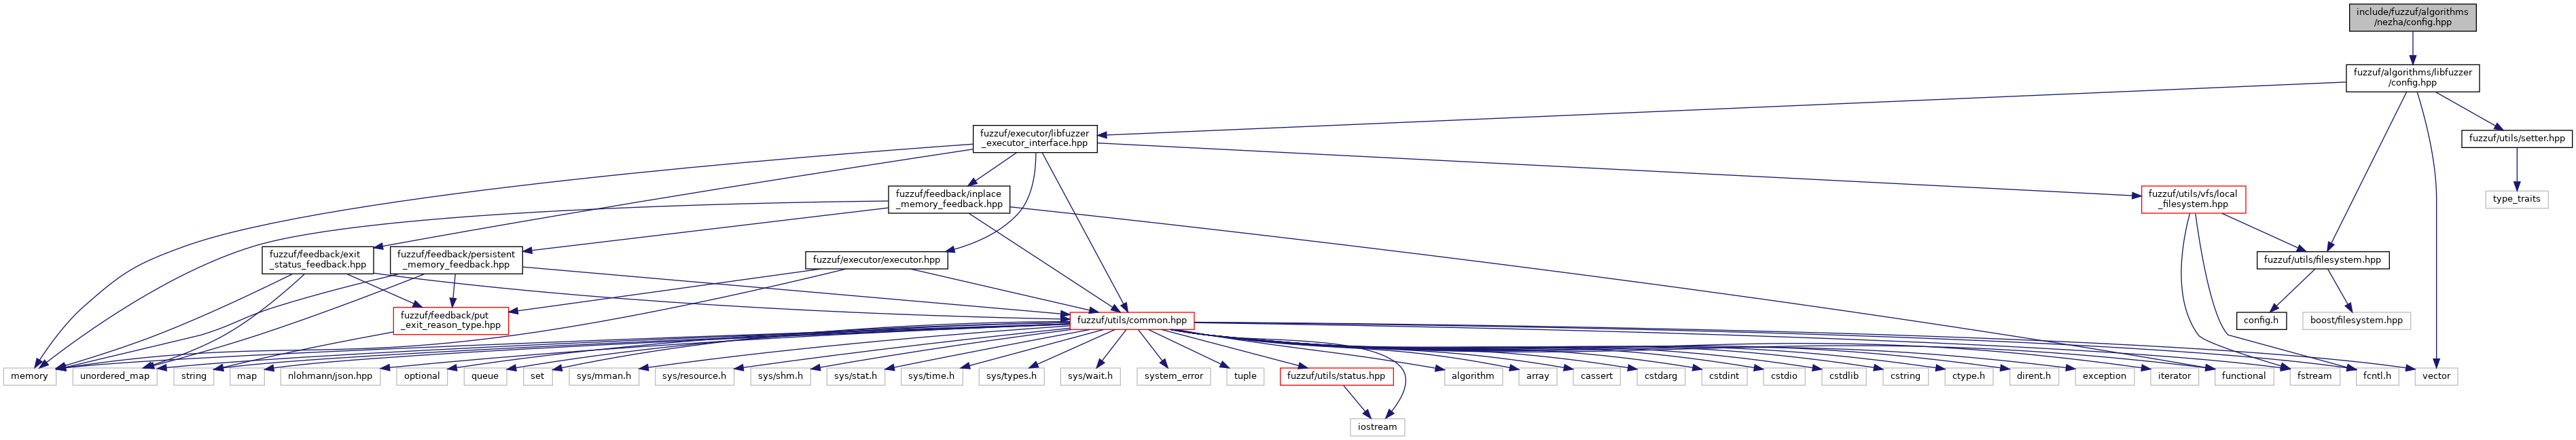 include/fuzzuf/algorithms
/nezha/config.hpp
fuzzuf/algorithms/libfuzzer
/config.hpp
fuzzuf/executor/libfuzzer
_executor_interface.hpp
fuzzuf/utils/setter.hpp
fuzzuf/feedback/inplace
_memory_feedback.hpp
fuzzuf/utils/vfs/local
_filesystem.hpp
type_traits
fuzzuf/feedback/exit
_status_feedback.hpp
fuzzuf/feedback/persistent
_memory_feedback.hpp
fuzzuf/executor/executor.hpp
fuzzuf/utils/filesystem.hpp
fuzzuf/feedback/put
_exit_reason_type.hpp
fuzzuf/utils/common.hpp
config.h
boost/filesystem.hpp
memory
unordered_map
string
map
nlohmann/json.hpp
optional
queue
set
sys/mman.h
sys/resource.h
sys/shm.h
sys/stat.h
sys/time.h
sys/types.h
sys/wait.h
system_error
tuple
fuzzuf/utils/status.hpp
algorithm
array
cassert
cstdarg
cstdint
cstdio
cstdlib
cstring
ctype.h
dirent.h
exception
iterator
functional
fstream
fcntl.h
vector
iostream